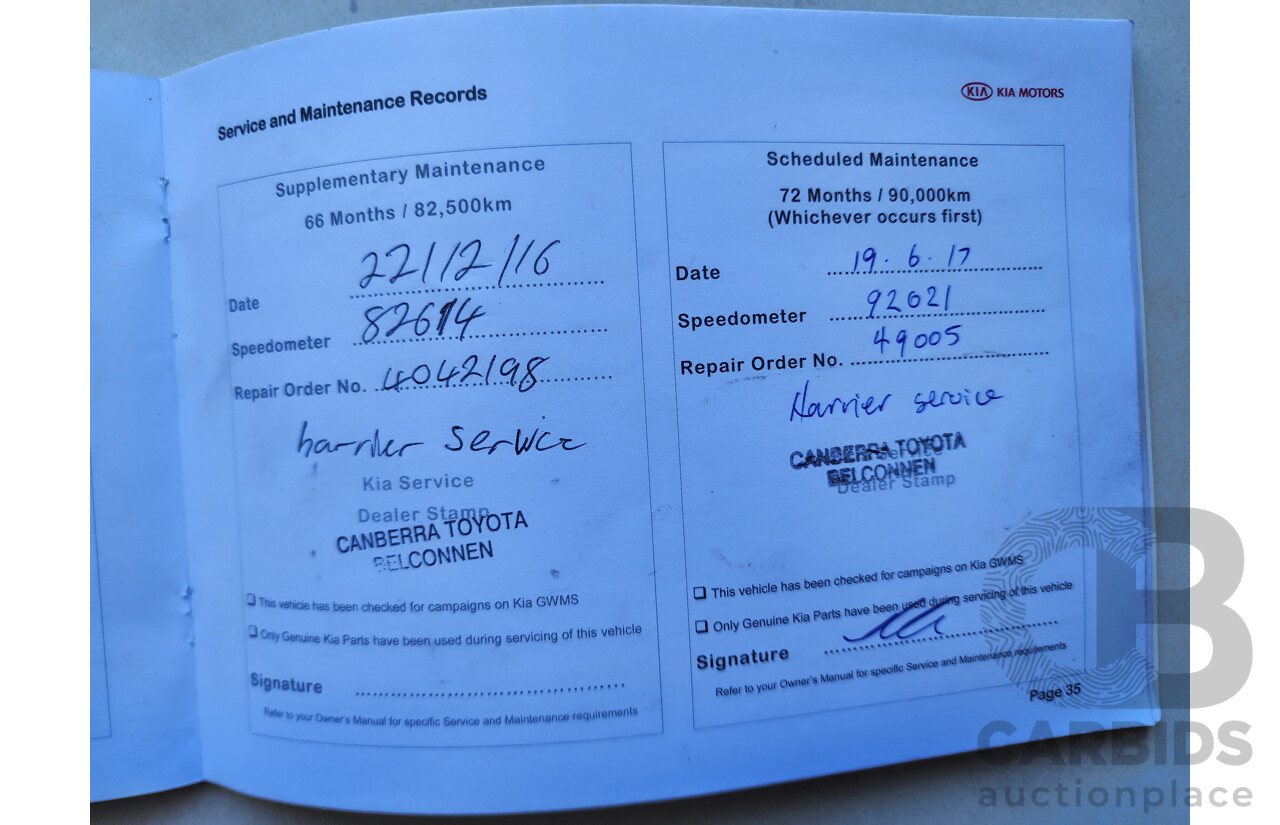 Service and Maintenance Records
KIA KIA MOTORS
Supplementary Maintenance
66 Months / 82,500km
Date 22/12/16
Speedometer 82614
Repair Order No. 4042198
harrier service
Kia Service
Dealer Stamp
CANBERRA TOYOTA
BELCONNEN
This vehicle has been checked for campaigns on Kia GWMS
Only Genuine Kia Parts have been used during servicing of this vehicle
Signature
Refer to your Owner's Manual for specific Service and Maintenance requirements
Scheduled Maintenance
72 Months / 90,000km
(Whichever occurs first)
Date 19.6.17
Speedometer 92021
Repair Order No. 49005
Harrier service
CANBERRA TOYOTA
BELCONNEN
Dealer Stamp
This vehicle has been checked for campaigns on Kia GWMS
Only Genuine Kia Parts have been used during servicing of this vehicle
Signature
Refer to your Owner's Manual for specific Service and Maintenance requirements
Page 35
CARBIDS
auctionplace